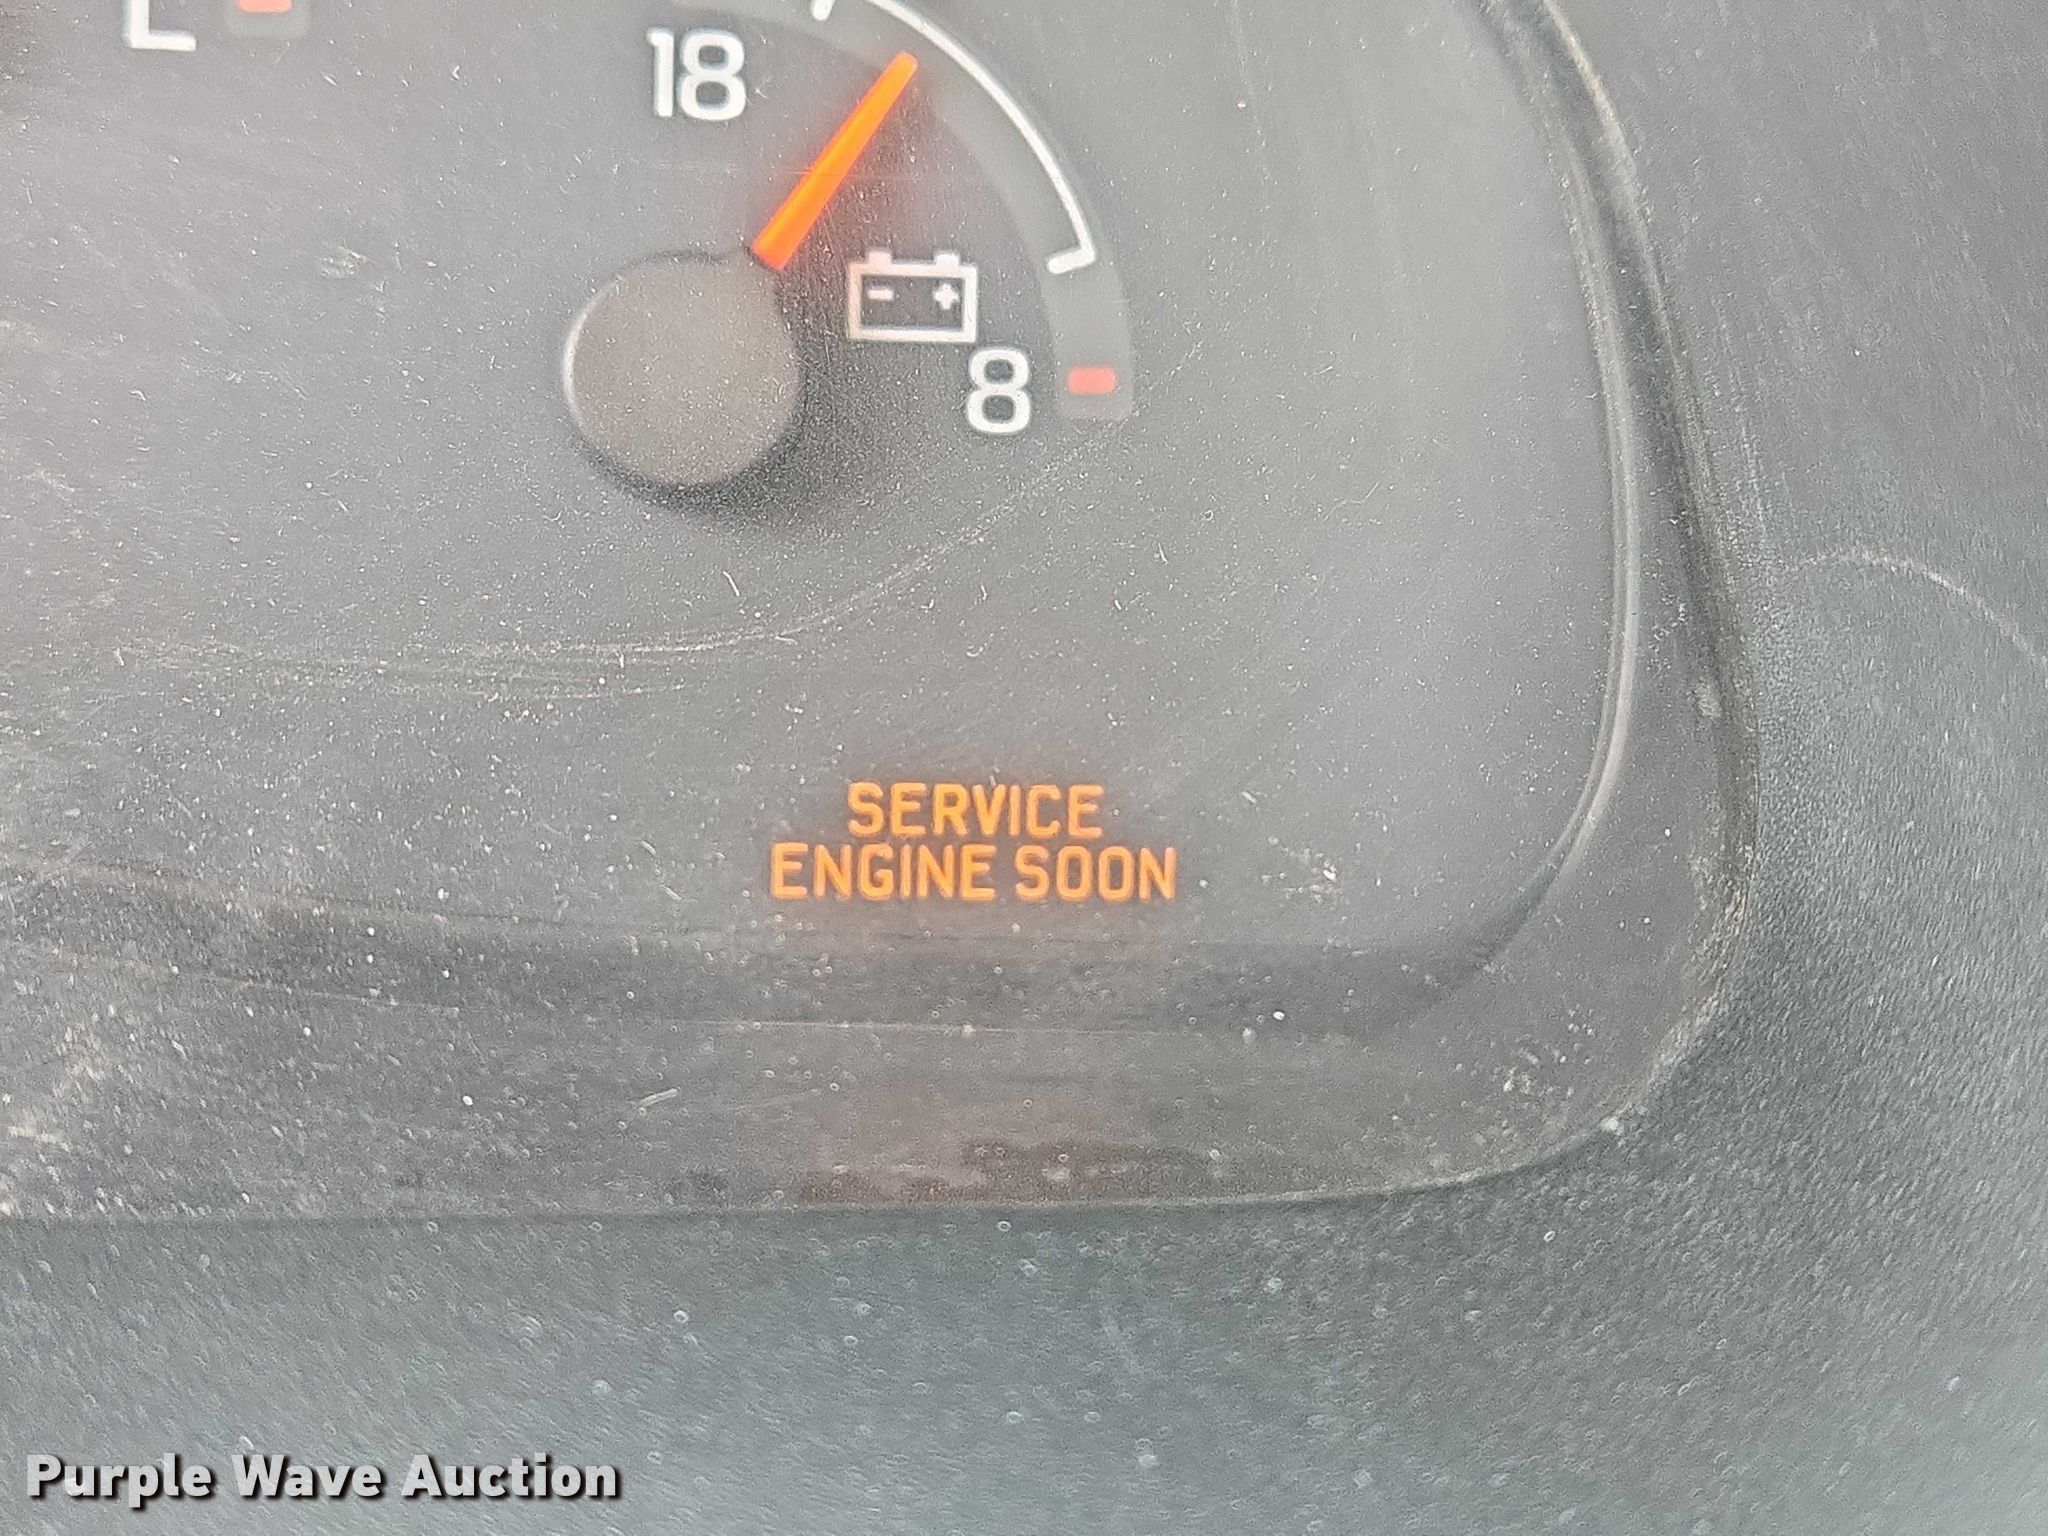 L
18
- +
8
SERVICE
ENGINE SOON
Purple Wave Auction